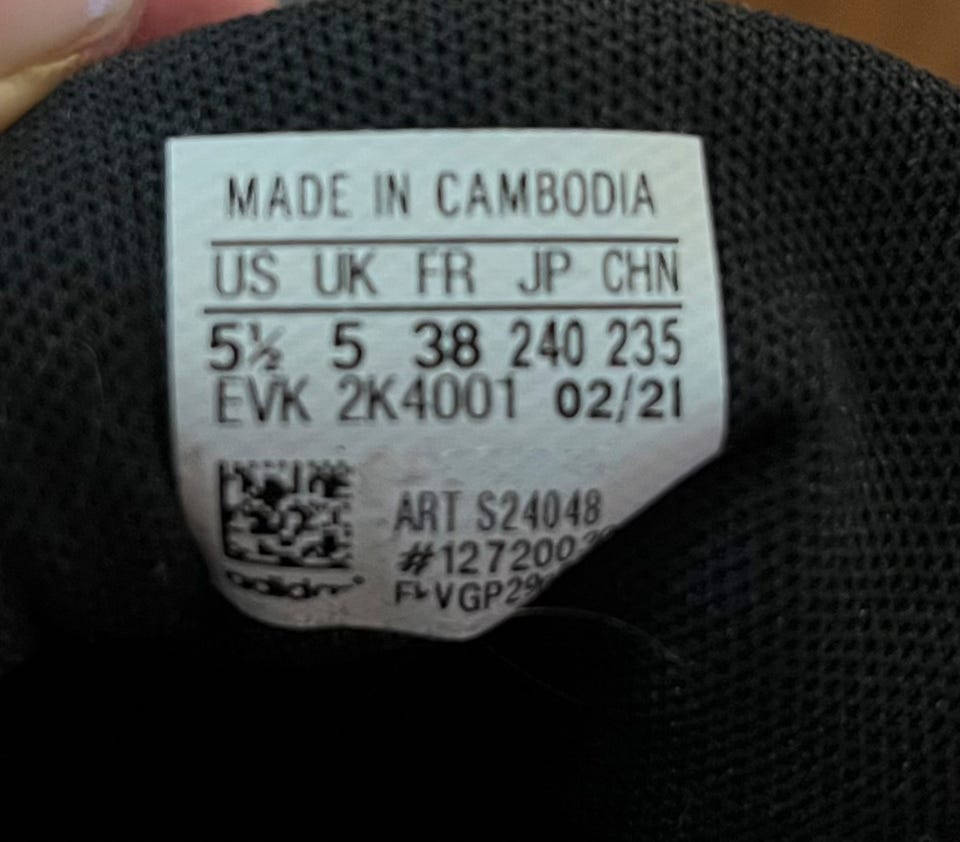 MADE IN CAMBODIA
US UK FR JP CHN
5½ 5 38 240 235
EVK 2K4001 02/21
ART S24048
adidas